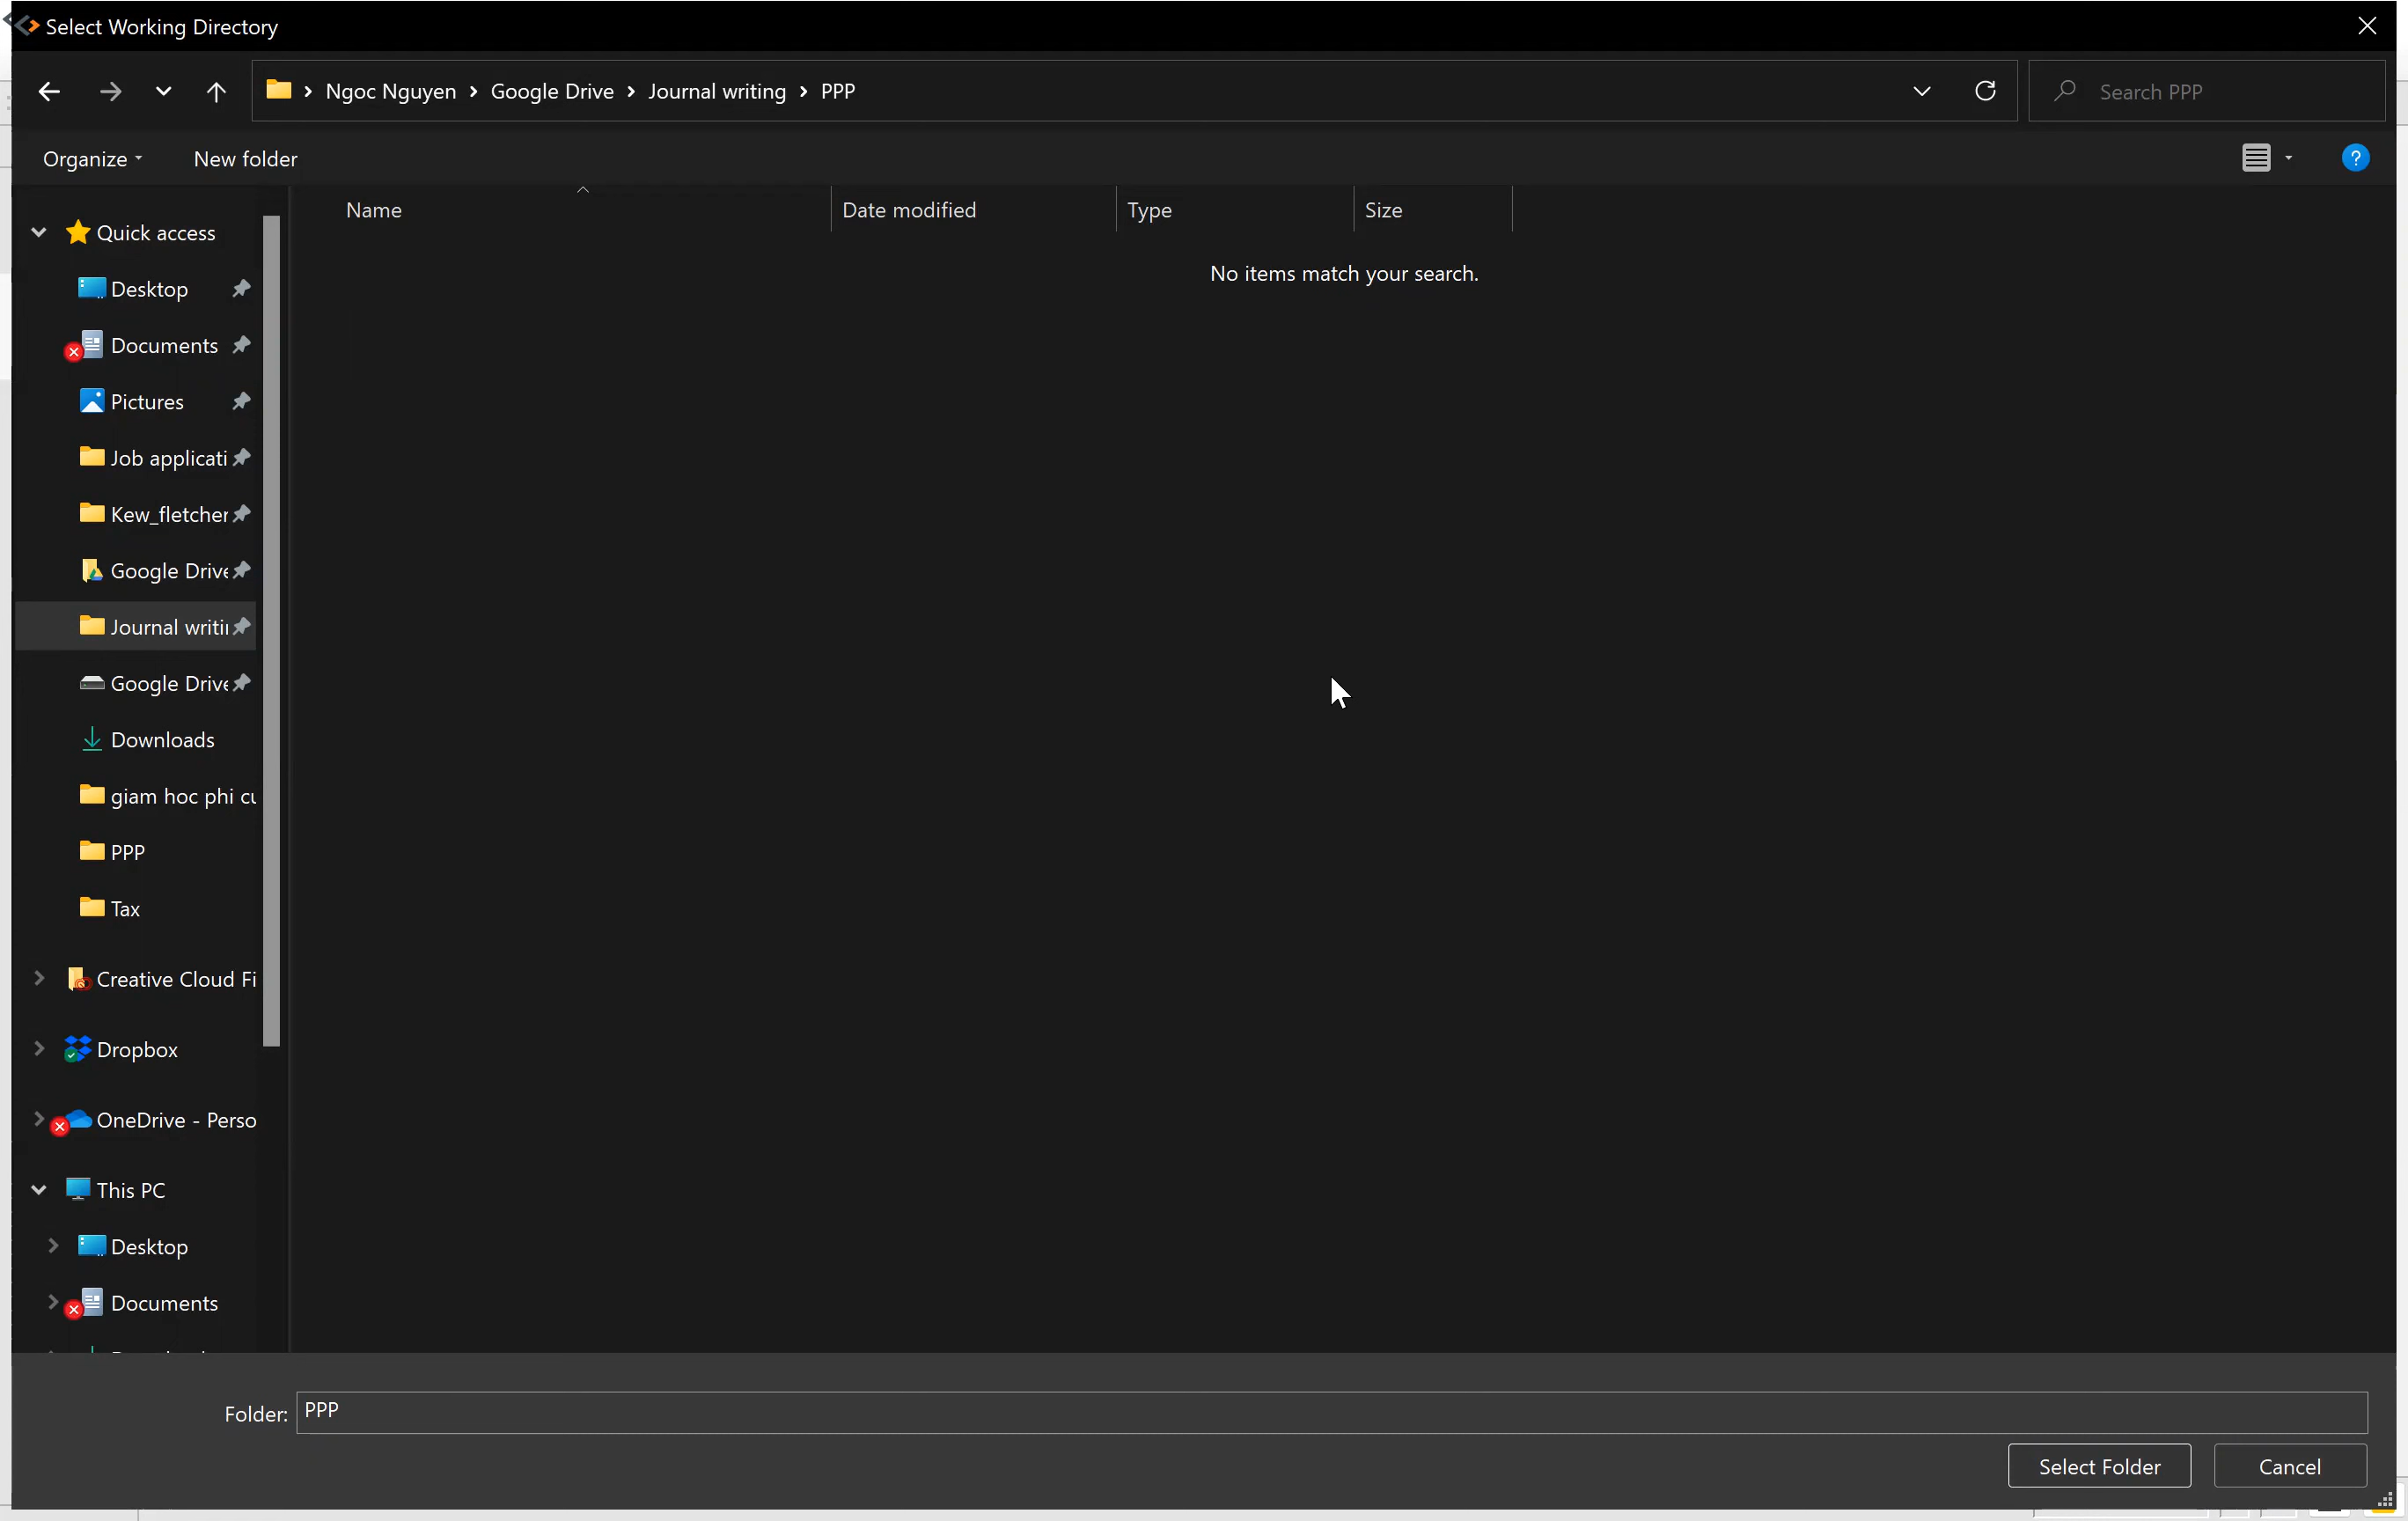 Select Working Directory
Ngoc Nguyen > Google Drive > Journal writing > PPP
Search PPP
Organize
New folder
Name
Date modified
Type
Size
No items match your search.
Quick access
Desktop
Documents
Pictures
Job applicati
Kew_fletcher
Google Drive
Journal writin
Google Drive
Downloads
giam hoc phi cu
PPP
Tax
Creative Cloud Fi
Dropbox
OneDrive - Perso
This PC
Desktop
Documents
Folder: PPP
Select Folder
Cancel